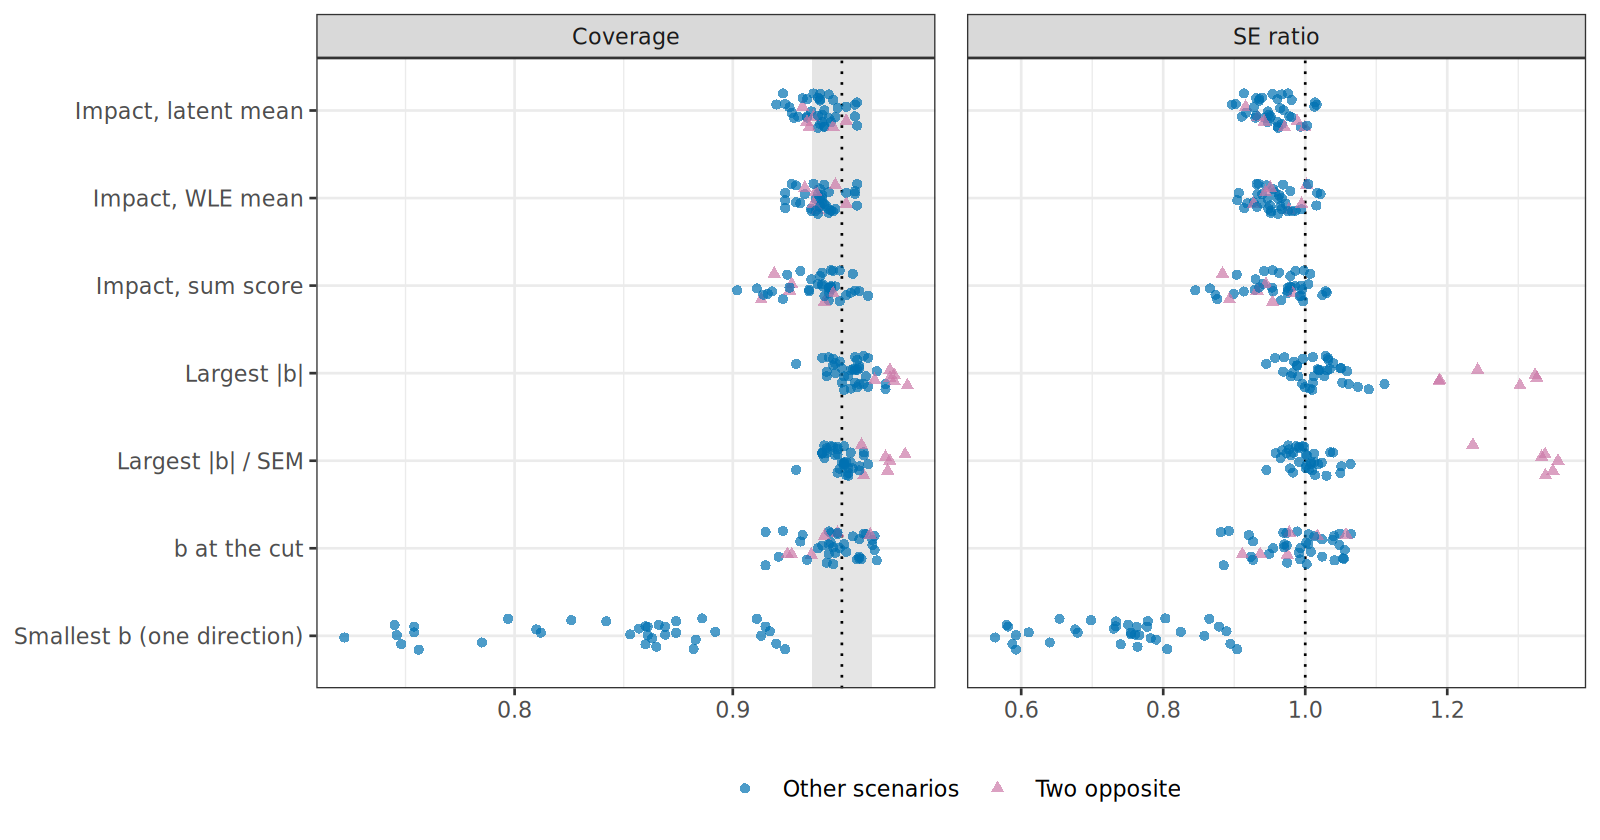 Coverage
SE ratio
Impact, latent mean
Impact, WLE mean
Impact, sum score
Largest |b|
Largest |b| / SEM
b at the cut
Smallest b (one direction)
0.8 0.9
0.6 0.8 1.0 1.2
Other scenarios Two opposite